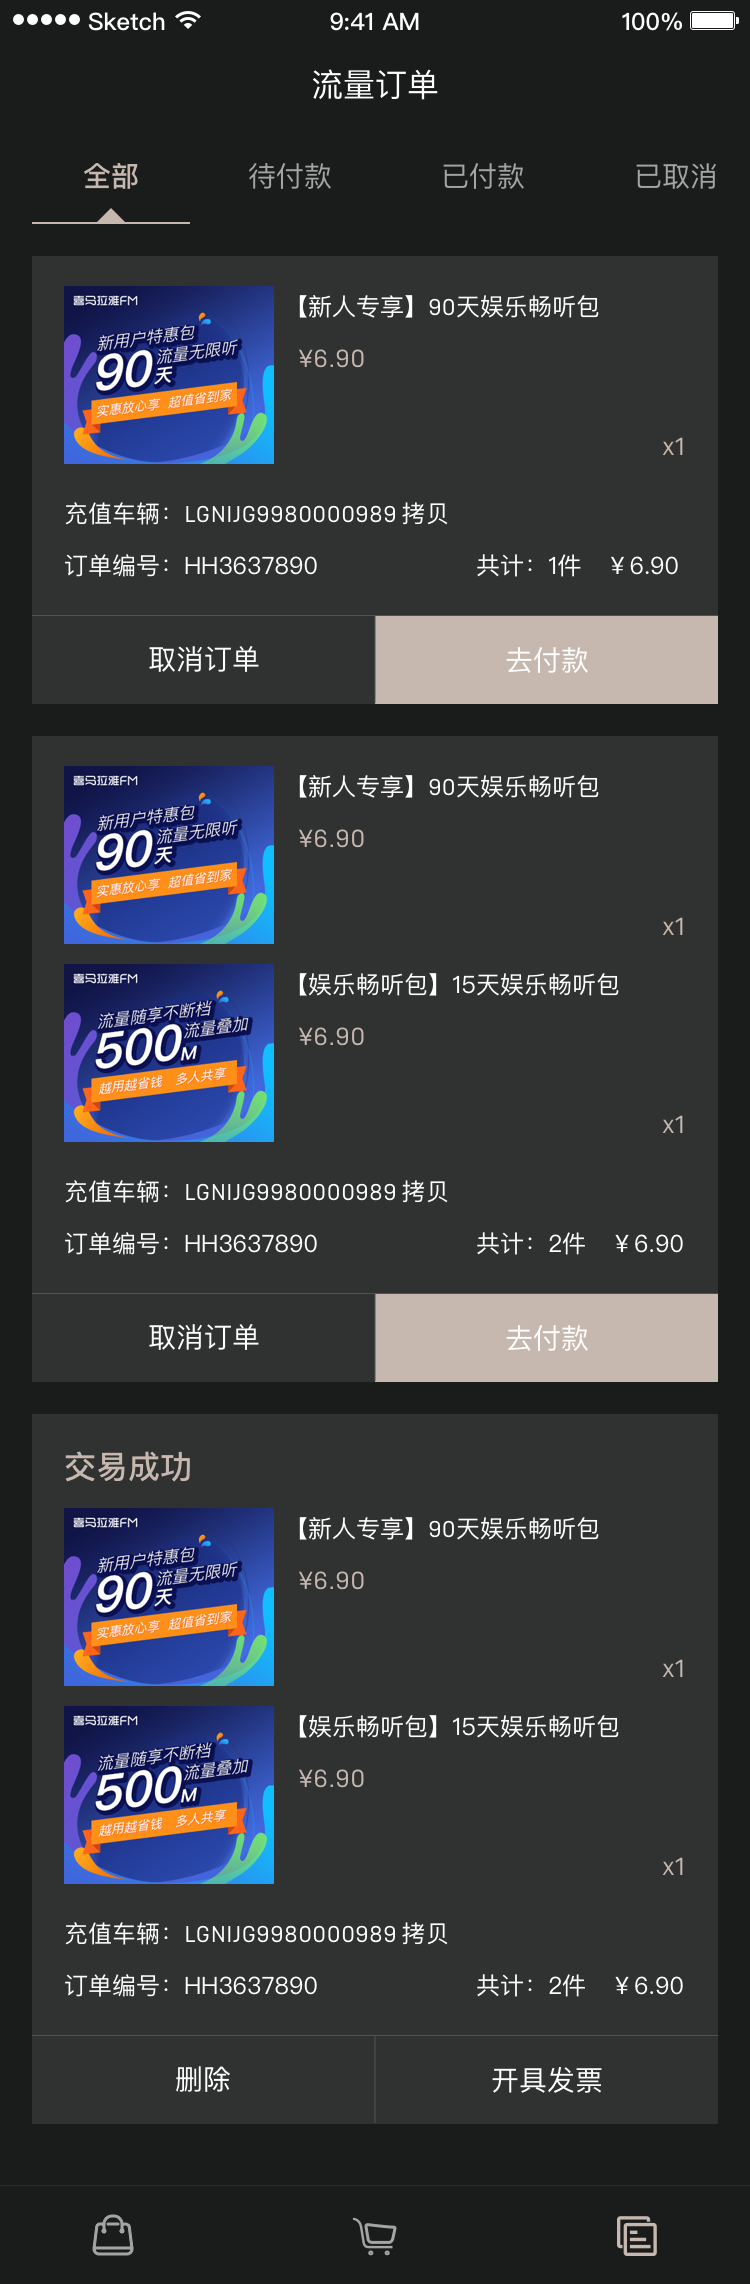 Sketch 9:41 AM 100%
流量订单
全部 待付款 已付款 已取消
喜马拉雅FM
新用户特惠包
90天 流量无限听
实惠放心享 超值省到家
【新人专享】90天娱乐畅听包
¥6.90
x1
充值车辆：LGNIJG9980000989 拷贝
订单编号：HH3637890 共计：1件 ¥ 6.90
取消订单 去付款
喜马拉雅FM
新用户特惠包
90天 流量无限听
实惠放心享 超值省到家
【新人专享】90天娱乐畅听包
¥6.90
x1
喜马拉雅FM
流量随享不断档
500M 流量叠加
越用越省钱 多人共享
【娱乐畅听包】15天娱乐畅听包
¥6.90
x1
充值车辆：LGNIJG9980000989 拷贝
订单编号：HH3637890 共计：2件 ¥ 6.90
取消订单 去付款
交易成功
喜马拉雅FM
新用户特惠包
90天 流量无限听
实惠放心享 超值省到家
【新人专享】90天娱乐畅听包
¥6.90
x1
喜马拉雅FM
流量随享不断档
500M 流量叠加
越用越省钱 多人共享
【娱乐畅听包】15天娱乐畅听包
¥6.90
x1
充值车辆：LGNIJG9980000989 拷贝
订单编号：HH3637890 共计：2件 ¥ 6.90
删除 开具发票